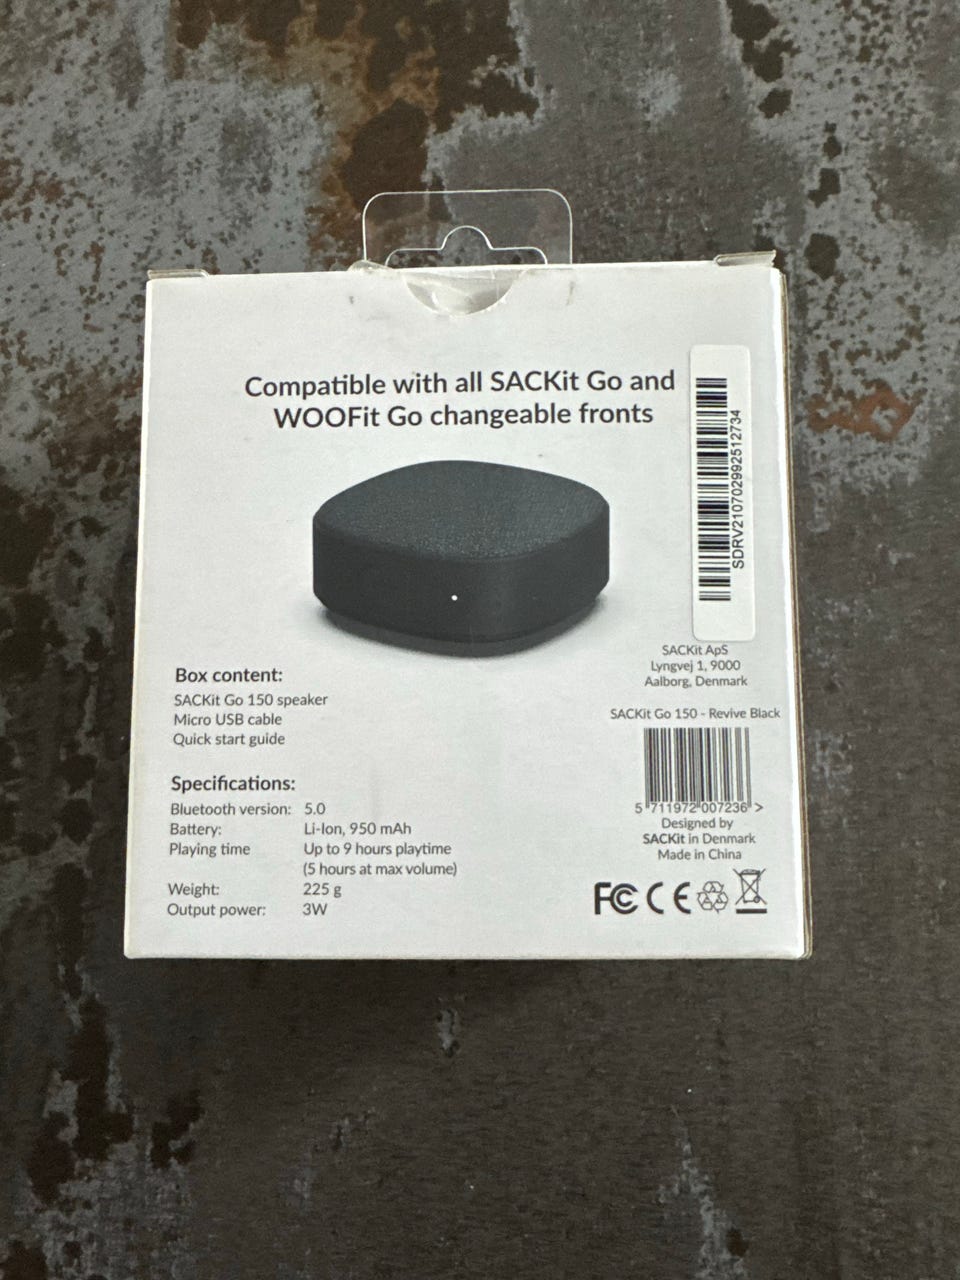 Compatible with all SACKit Go and
WOOFit Go changeable fronts
SDRV210702992512734
SACKit ApS
Lyngvej 1, 9000
Aalborg, Denmark
Box content:
SACKit Go 150 speaker
Micro USB cable
Quick start guide
SACKit Go 150 - Revive Black
5 711972 007236 >
Designed by
SACKit in Denmark
Made in China
Specifications:
Bluetooth version: 5.0
Battery: Li-Ion, 950 mAh
Playing time Up to 9 hours playtime
(5 hours at max volume)
Weight: 225 g
Output power: 3W
FC CE